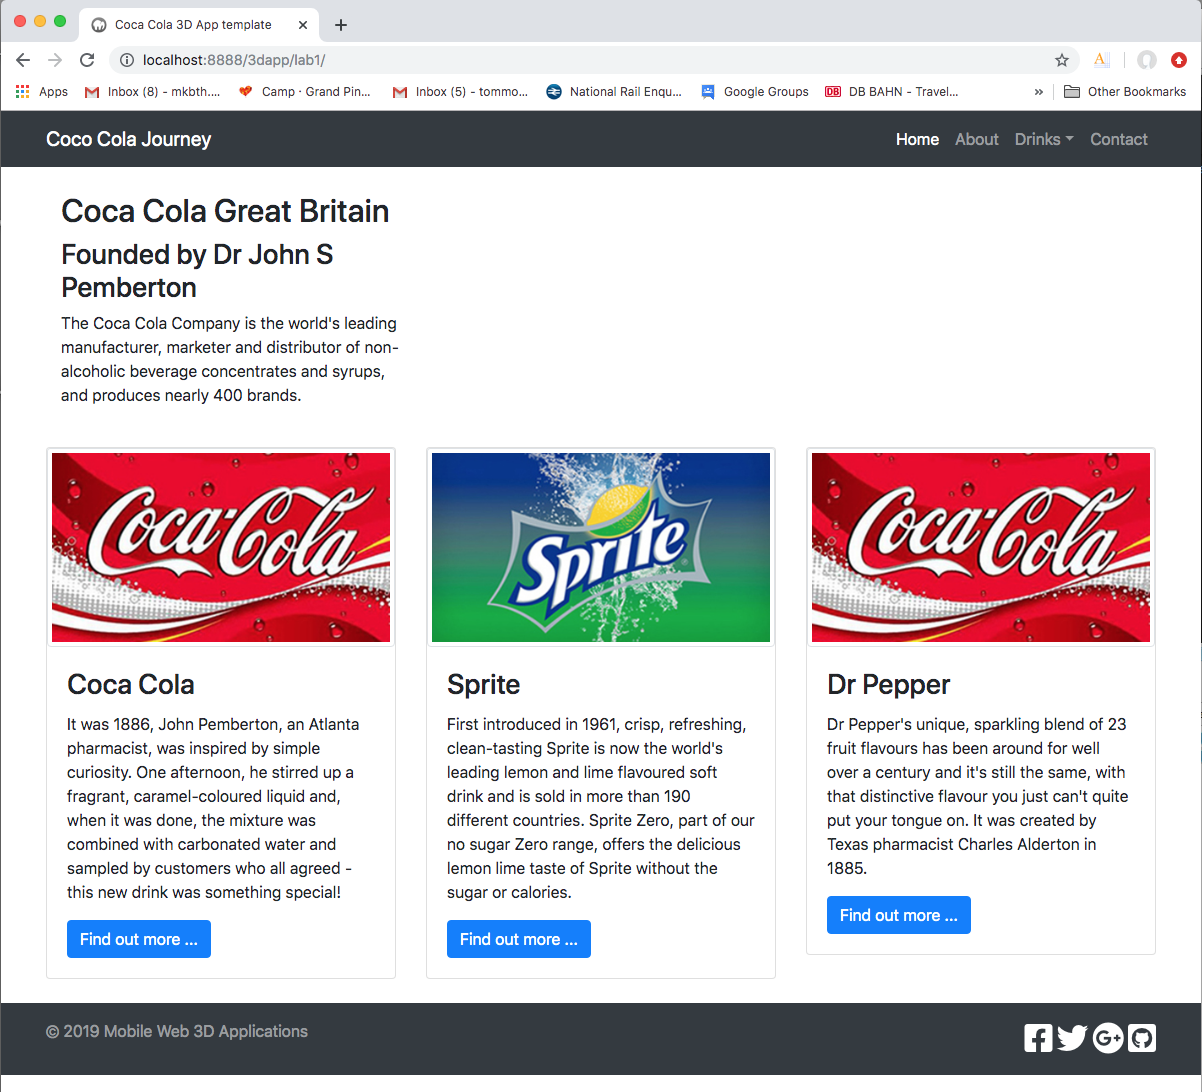 Coca Cola 3D App template
localhost:8888/3dapp/lab1/
Apps
Inbox (8) - mkbth....
Camp · Grand Pin...
Inbox (5) - tommo...
National Rail Enqu...
Google Groups
DB
DB BAHN - Travel...
»
Other Bookmarks
Coco Cola Journey
Home
About
Drinks
Contact
Coca Cola Great Britain
Founded by Dr John S
Pemberton
The Coca Cola Company is the world's leading
manufacturer, marketer and distributor of non-
alcoholic beverage concentrates and syrups,
and produces nearly 400 brands.
Coca-Cola
Coca Cola
It was 1886, John Pemberton, an Atlanta
pharmacist, was inspired by simple
curiosity. One afternoon, he stirred up a
fragrant, caramel-coloured liquid and,
when it was done, the mixture was
combined with carbonated water and
sampled by customers who all agreed -
this new drink was something special!
Find out more ...
Sprite
Sprite
First introduced in 1961, crisp, refreshing,
clean-tasting Sprite is now the world's
leading lemon and lime flavoured soft
drink and is sold in more than 190
different countries. Sprite Zero, part of our
no sugar Zero range, offers the delicious
lemon lime taste of Sprite without the
sugar or calories.
Find out more ...
Coca-Cola
Dr Pepper
Dr Pepper's unique, sparkling blend of 23
fruit flavours has been around for well
over a century and it's still the same, with
that distinctive flavour you just can't quite
put your tongue on. It was created by
Texas pharmacist Charles Alderton in
1885.
Find out more ...
© 2019 Mobile Web 3D Applications
G+